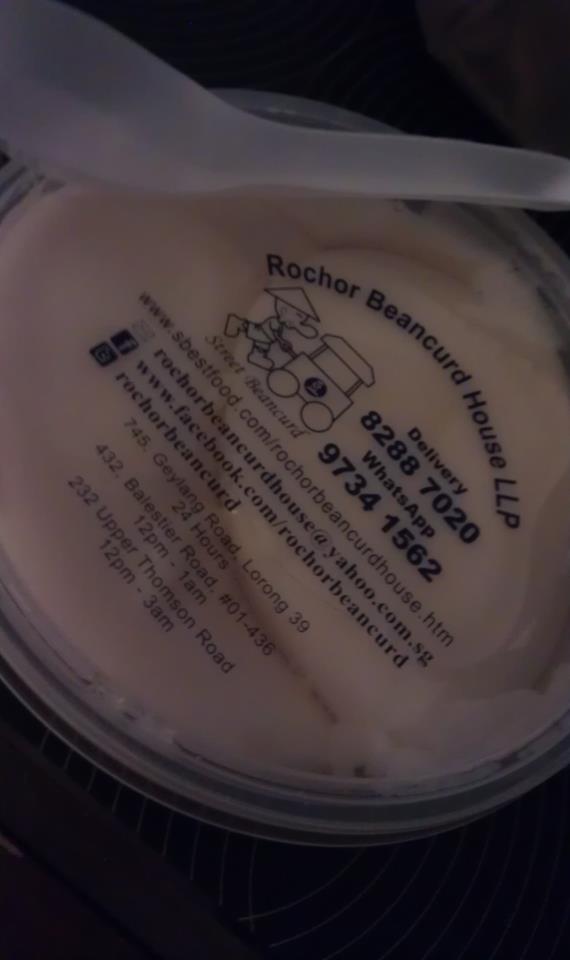 Rochor Beancurd House LLP
Street Beancurd
Delivery
8288 7020
WhatsApp
9734 1562
www.sbestfood.com/rochorbeancurdhouse.htm
rochorbeancurdhouse@yahoo.com.sg
www.facebook.com/rochorbeancurd
rochorbeancurd
745, Geylang Road, Lorong 39
24 Hours
432, Balestier Road, #01-436
12pm - 1am
232 Upper Thomson Road
12pm - 3am